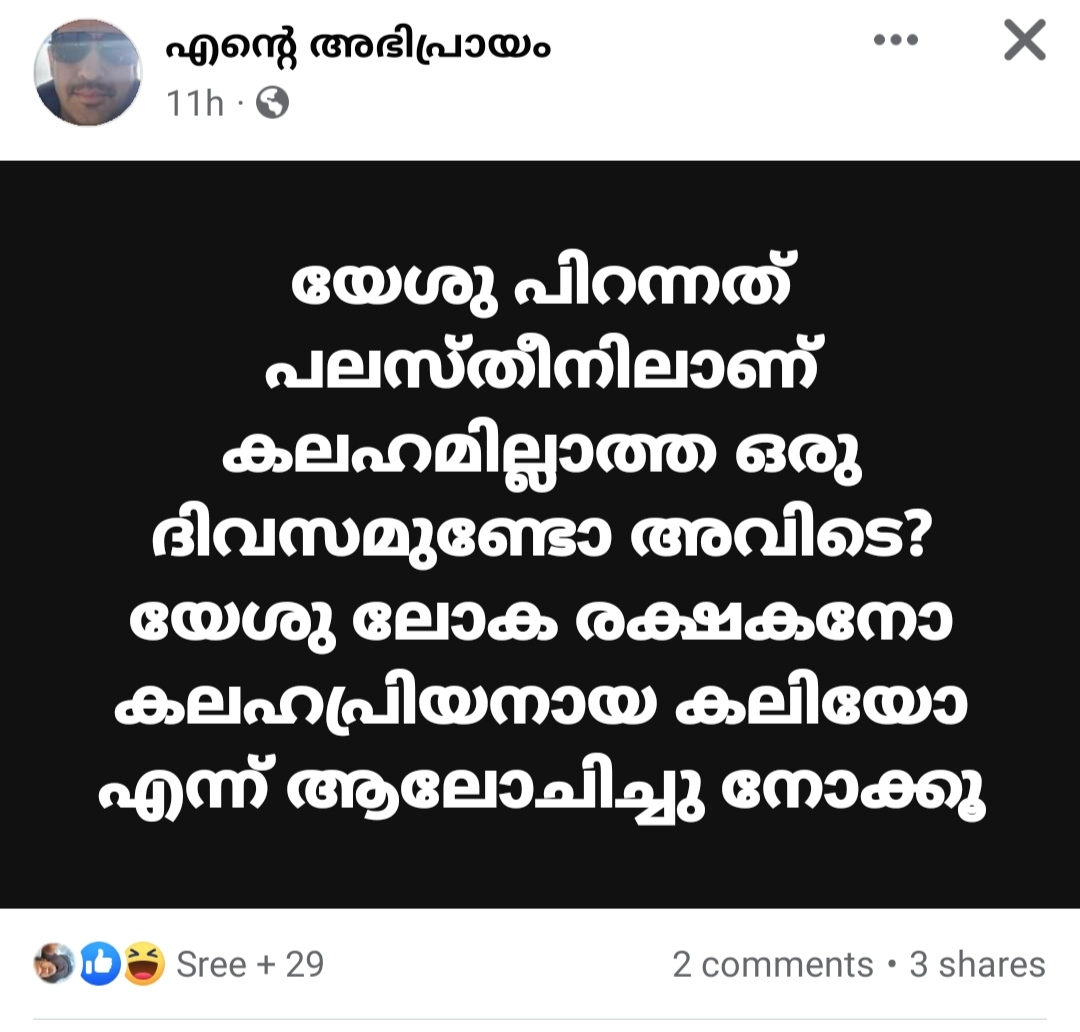 എന്റെ അഭിപ്രായം
11h ·
യേശു പിറന്നത്
പലസ്തീനിലാണ്
കലഹമില്ലാത്ത ഒരു
ദിവസമുണ്ടോ അവിടെ?
യേശു ലോക രക്ഷകനോ
കലഹപ്രിയനായ കലിയോ
എന്ന് ആലോചിച്ചു നോക്കൂ
Sree + 29
2 comments • 3 shares